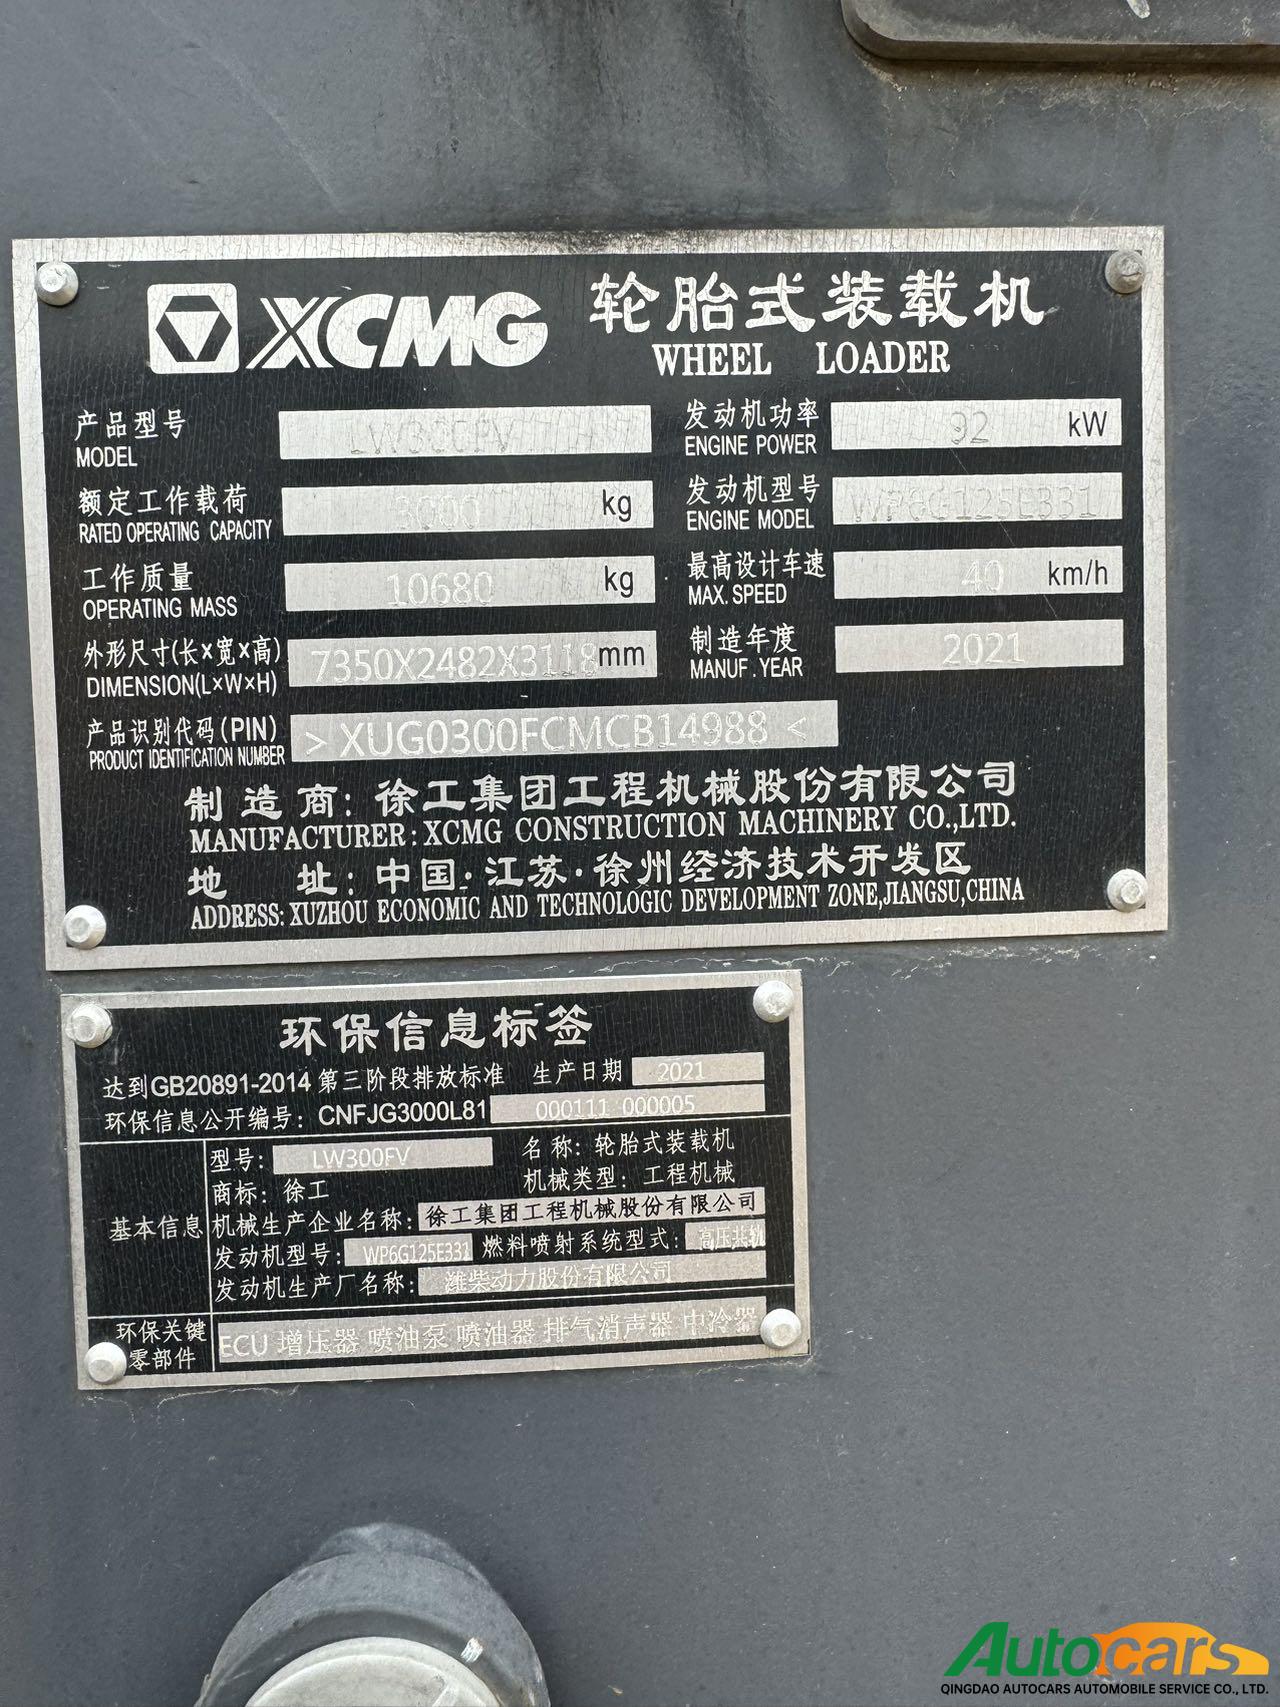 XCMG 轮胎式装载机
WHEEL LOADER
产品型号 LW300FV
MODEL
发动机功率 92 kW
ENGINE POWER
额定工作载荷 3000 kg
RATED OPERATING CAPACITY
发动机型号 WP6G125E331
ENGINE MODEL
工作质量 10680 kg
OPERATING MASS
最高设计车速 40 km/h
MAX. SPEED
外形尺寸(长×宽×高) 7350X2482X3118mm
DIMENSION(L×W×H)
制造年度 2021
MANUF. YEAR
产品识别代码(PIN) > XUG0300FCMCB14988 <
PRODUCT IDENTIFICATION NUMBER
制造商: 徐工集团工程机械股份有限公司
MANUFACTURER: XCMG CONSTRUCTION MACHINERY CO.,LTD.
地 址: 中国·江苏·徐州经济技术开发区
ADDRESS: XUZHOU ECONOMIC AND TECHNOLOGIC DEVELOPMENT ZONE,JIANGSU,CHINA
环保信息标签
达到GB20891-2014 第三阶段排放标准 生产日期 2021
环保信息公开编号: CNFJG3000L81 000111 000005
基本信息
型号: LW300FV 名称: 轮胎式装载机
商标: 徐工 机械类型: 工程机械
机械生产企业名称: 徐工集团工程机械股份有限公司
发动机型号: WP6G125E331 燃料喷射系统型式: 高压共轨
发动机生产厂名称: 潍柴动力股份有限公司
环保关键零部件
ECU 增压器 喷油泵 喷油器 排气消声器 中冷器
Autocars
QINGDAO AUTOCARS AUTOMOBILE SERVICE CO., LTD.